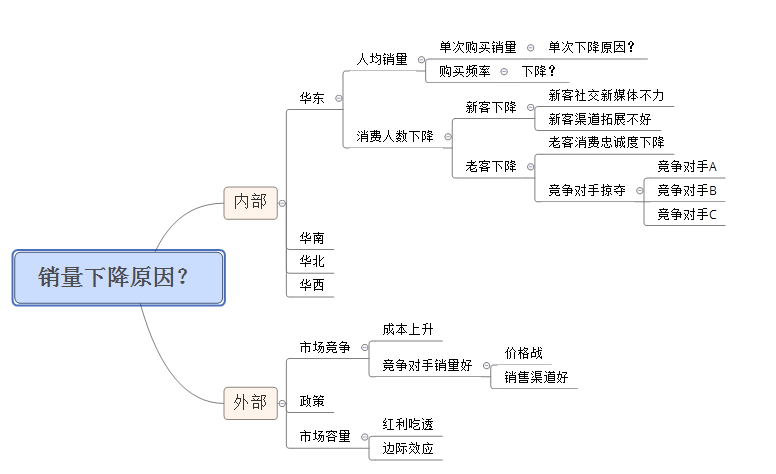 销量下降原因？
内部
华东
人均销量
单次购买销量
单次下降原因？
购买频率
下降？
消费人数下降
新客下降
新客社交新媒体不力
新客渠道拓展不好
老客下降
老客消费忠诚度下降
竞争对手掠夺
竞争对手A
竞争对手B
竞争对手C
华南
华北
华西
外部
市场竞争
成本上升
竞争对手销量好
价格战
销售渠道好
政策
市场容量
红利吃透
边际效应